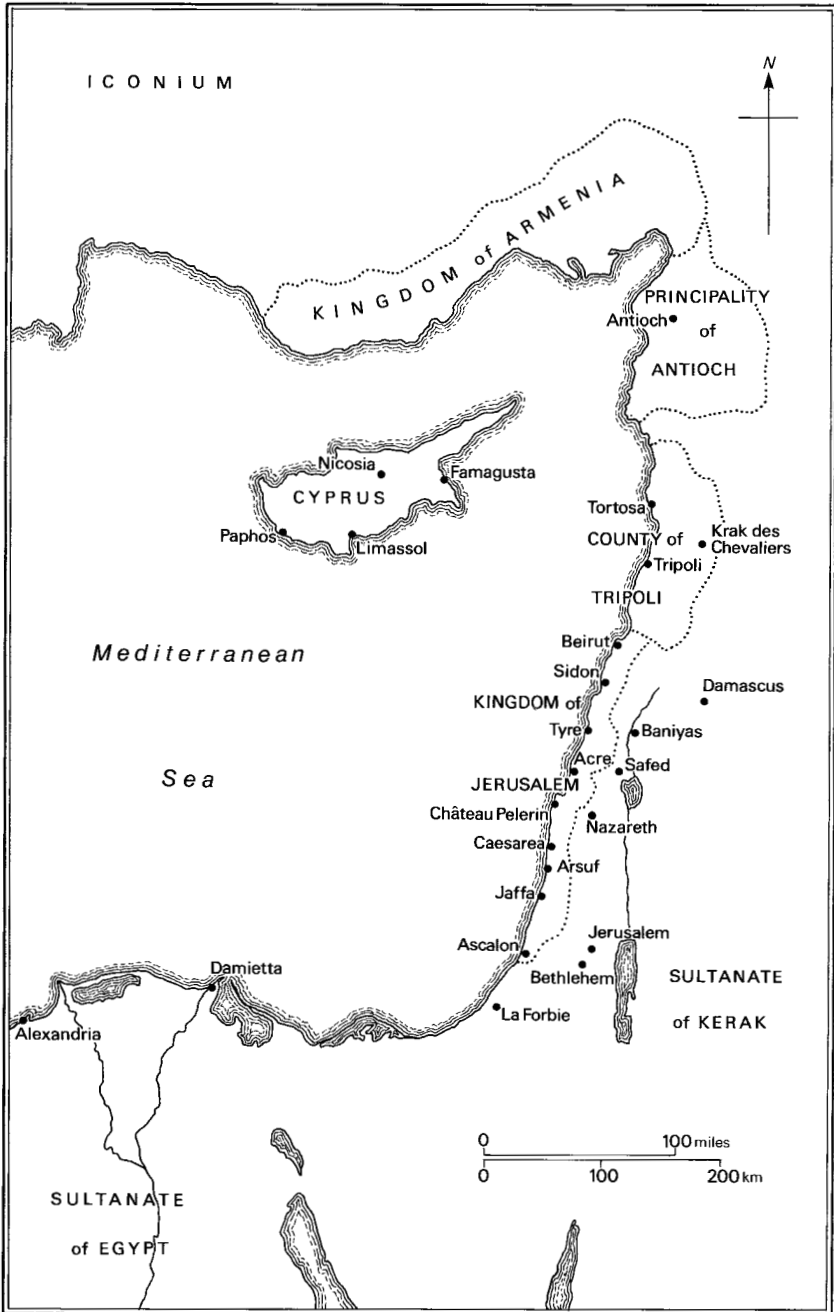 ICONIUM
N
KINGDOM of ARMENIA
PRINCIPALITY
of
ANTIOCH
Antioch
Nicosia
Famagusta
CYPRUS
Paphos
Limassol
Tortosa
COUNTY of
Krak des
Chevaliers
Tripoli
TRIPOLI
Mediterranean
Beirut
Sidon
Damascus
KINGDOM of
Tyre
Baniyas
Acre
Safed
Sea
JERUSALEM
Château Pelerin
Nazareth
Caesarea
Arsuf
Jaffa
Jerusalem
Ascalon
Bethlehem
Damietta
SULTANATE
of KERAK
La Forbie
Alexandria
0 100 miles
0 100 200 km
SULTANATE
of EGYPT